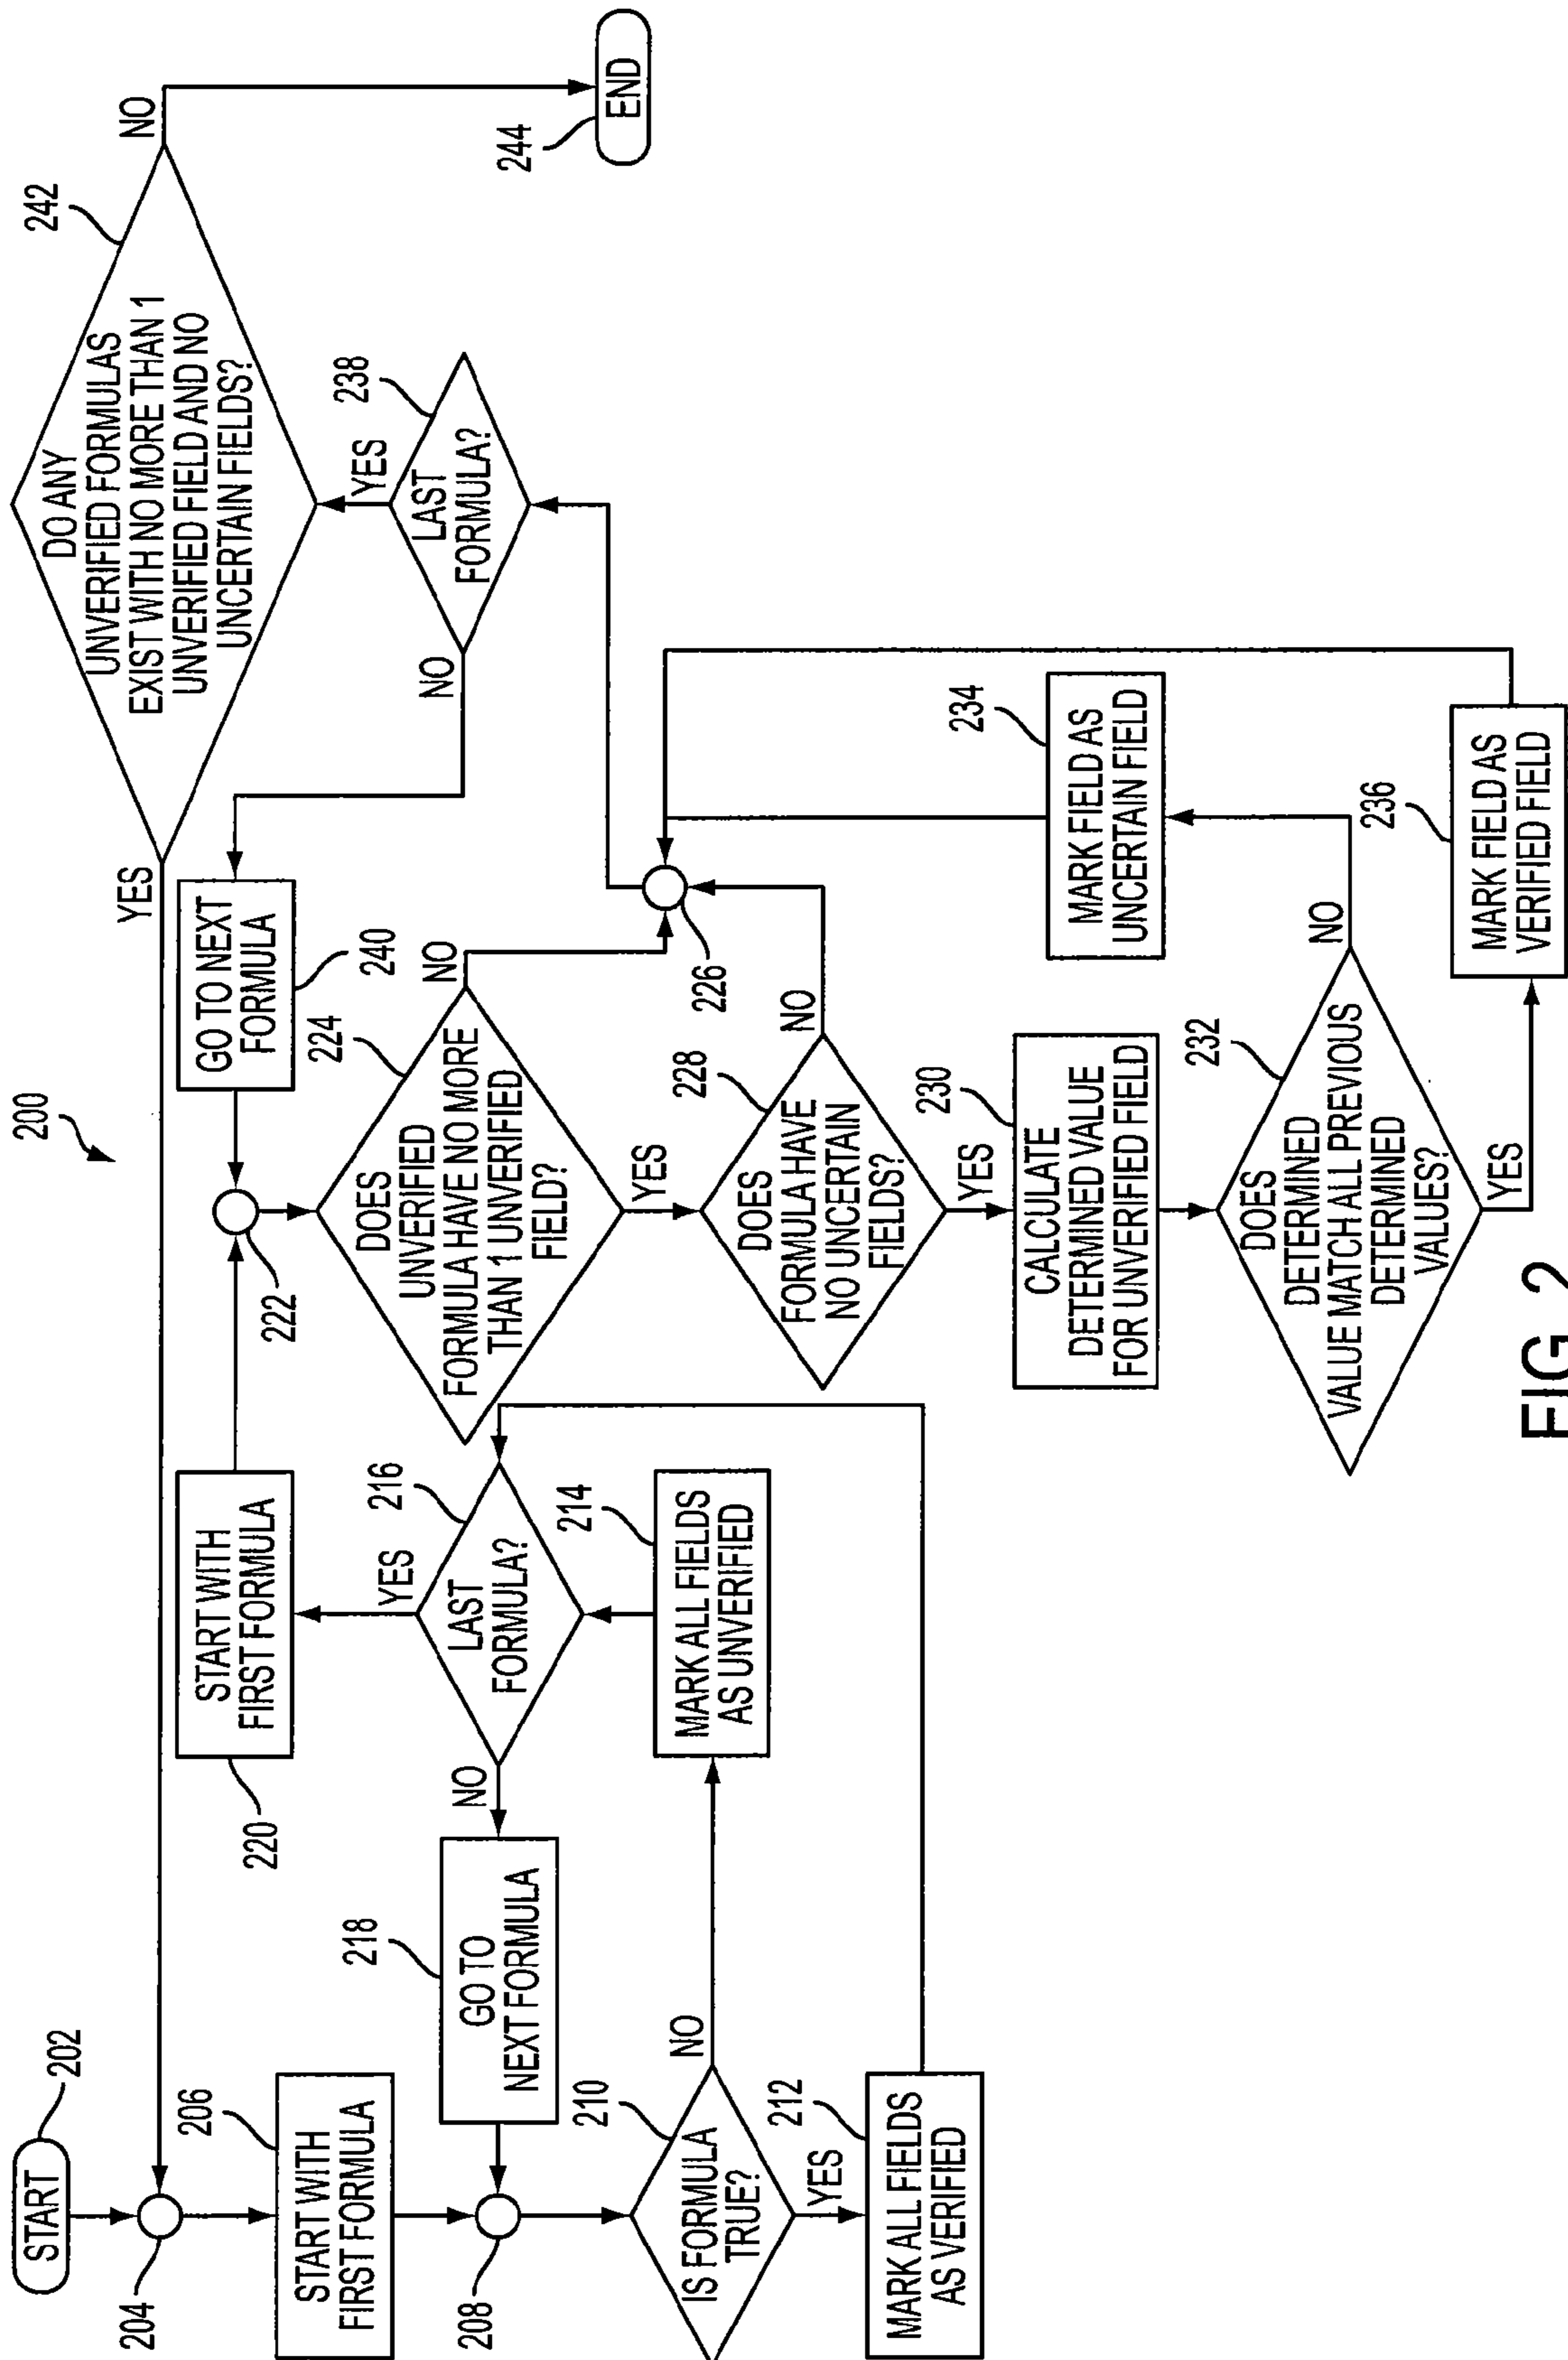 200
START
202
204
START WITH
FIRST FORMULA
206
208
IS FORMULA
TRUE?
210
YES
NO
MARK ALL FIELDS
AS VERIFIED
212
MARK ALL FIELDS
AS UNVERIFIED
214
LAST
FORMULA?
216
NO
YES
GO TO
NEXT FORMULA
218
START WITH
FIRST FORMULA
220
222
DOES
UNVERIFIED
FORMULA HAVE NO MORE
THAN 1 UNVERIFIED
FIELD?
224
NO
YES
226
DOES
FORMULA HAVE
NO UNCERTAIN
FIELDS?
228
NO
YES
CALCULATE
DETERMINED VALUE
FOR UNVERIFIED FIELD
230
DOES
DETERMINED
VALUE MATCH ALL PREVIOUS
DETERMINED
VALUES?
232
NO
YES
MARK FIELD AS
UNCERTAIN FIELD
234
MARK FIELD AS
VERIFIED FIELD
236
LAST
FORMULA?
238
NO
YES
GO TO NEXT
FORMULA
240
DO ANY
UNVERIFIED FORMULAS
EXIST WITH NO MORE THAN 1
UNVERIFIED FIELD AND NO
UNCERTAIN FIELDS?
242
YES
NO
END
244
FIG. 2